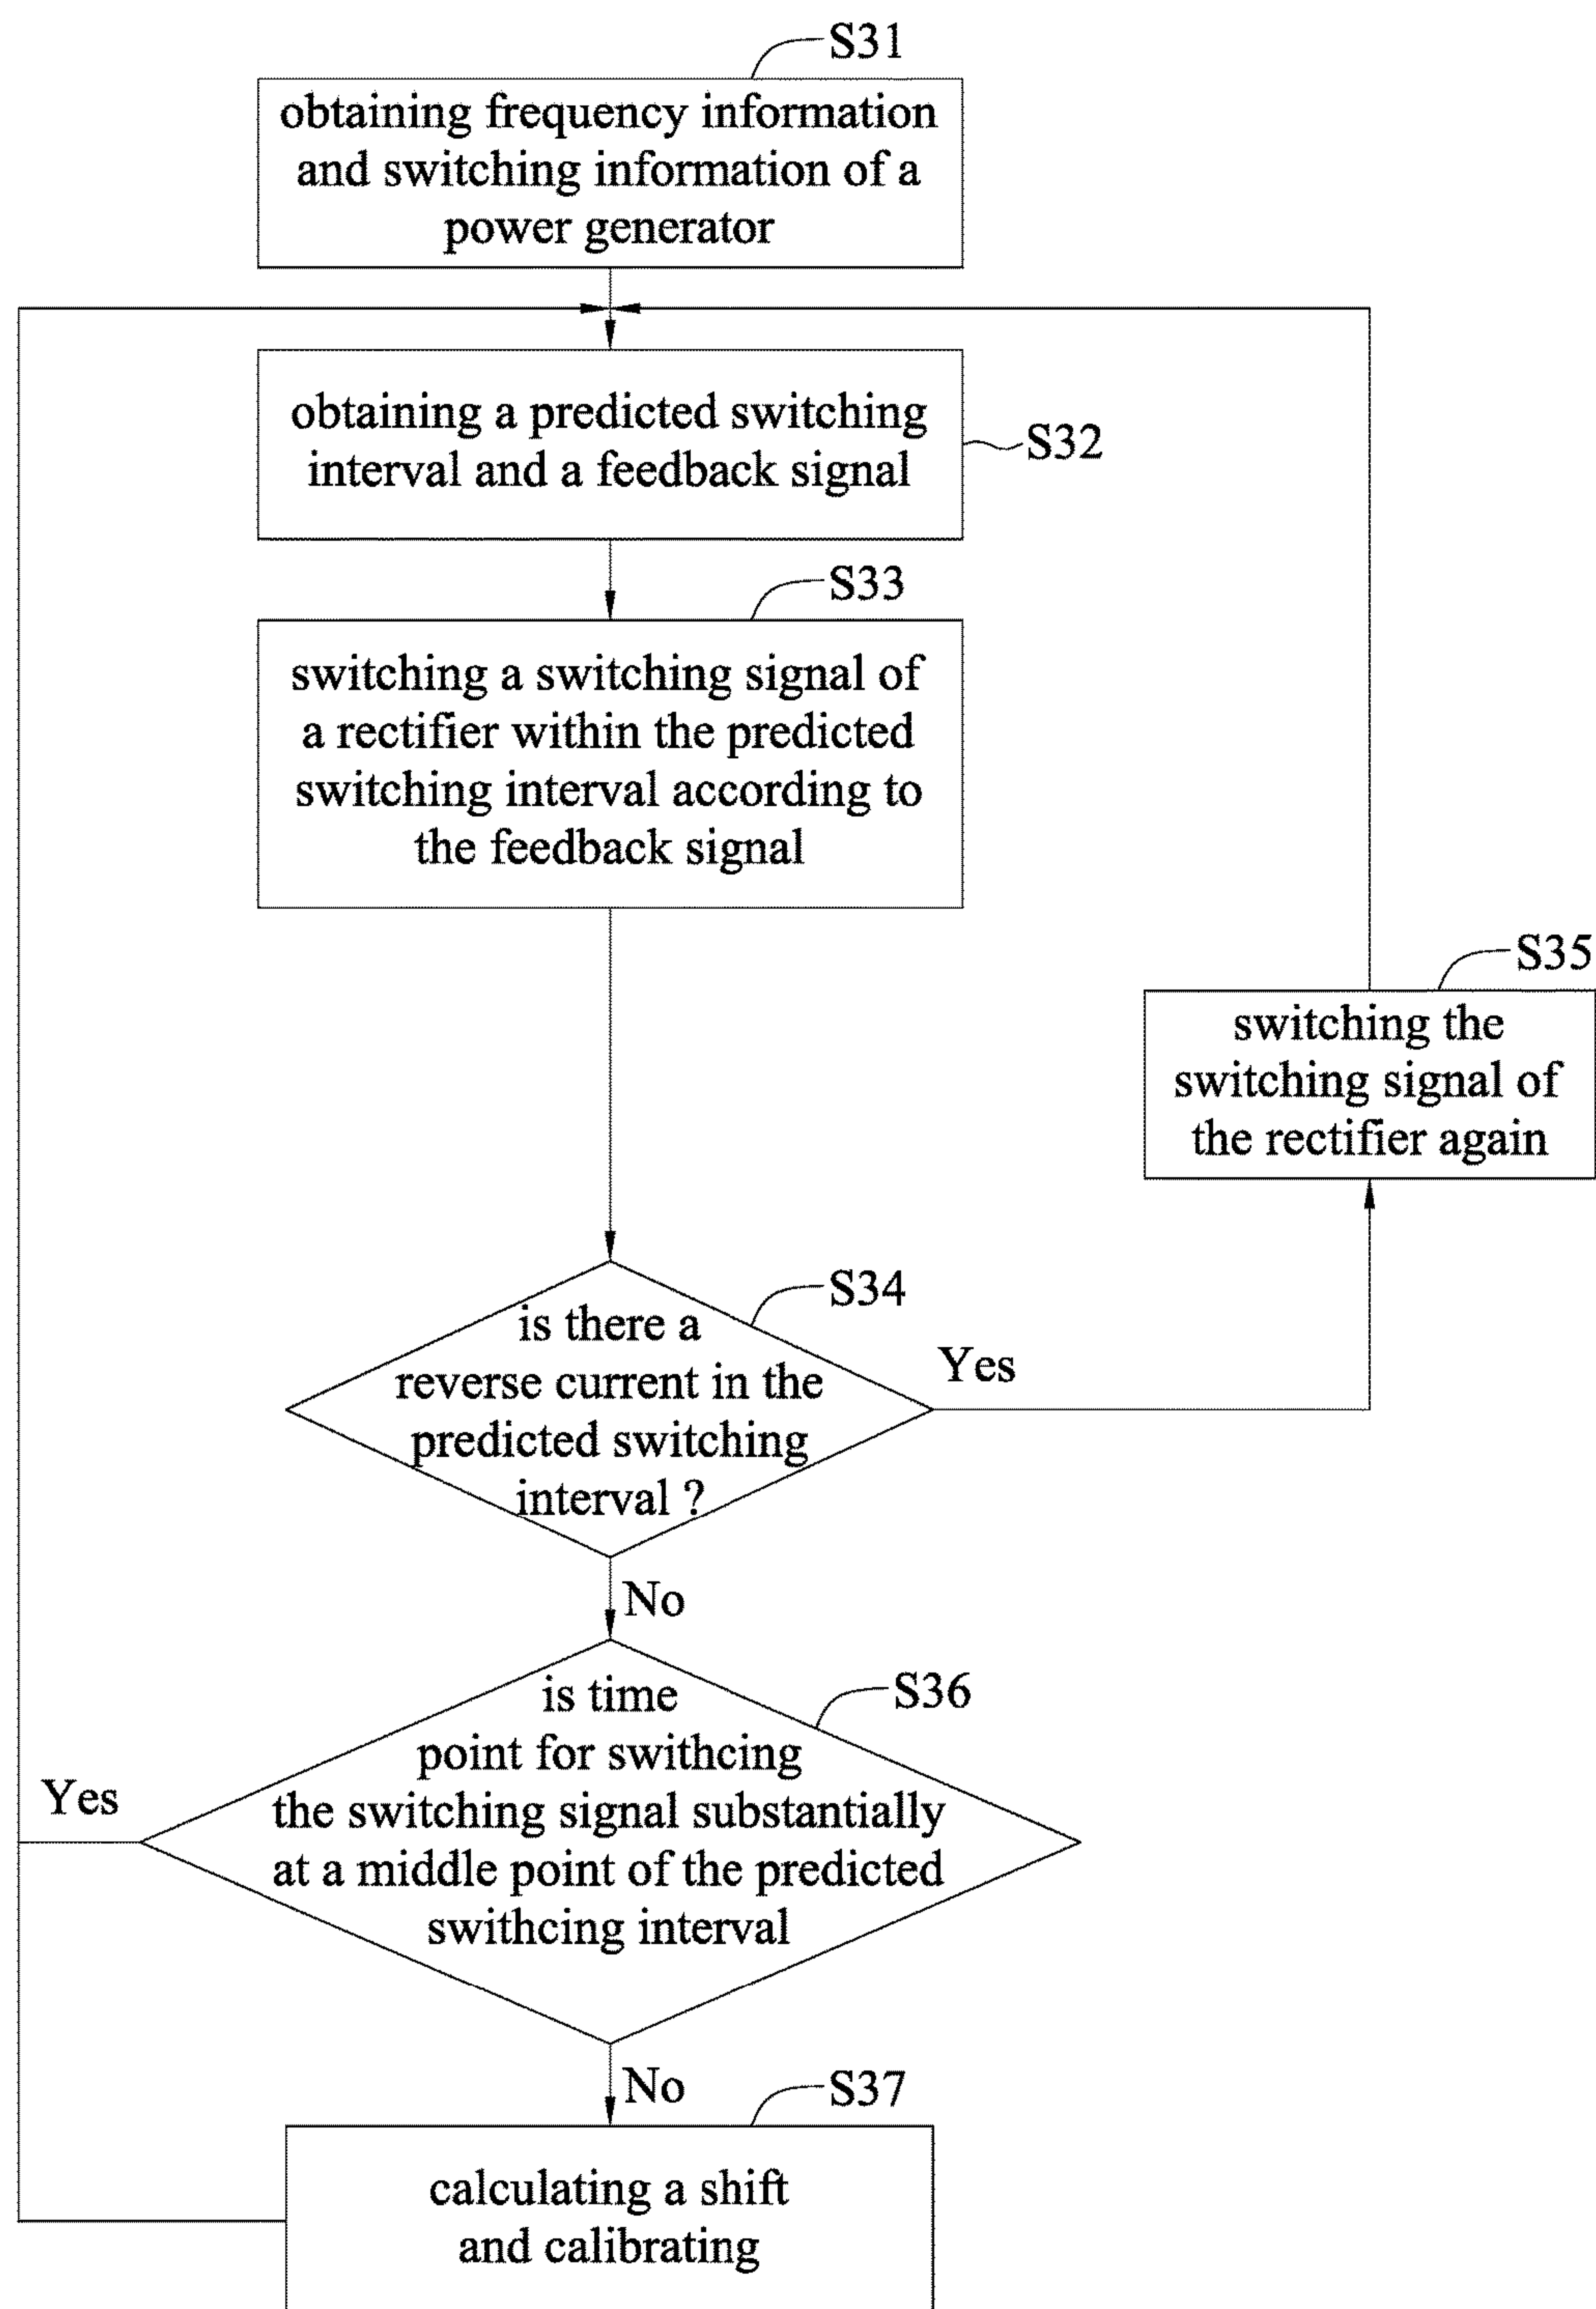 S31
obtaining frequency information
and switching information of a
power generator
obtaining a predicted switching
interval and a feedback signal
S32
S33
switching a switching signal of
a rectifier within the predicted
switching interval according to
the feedback signal
S35
switching the
switching signal of
the rectifier again
S34
is there a
reverse current in the
predicted switching
interval ?
Yes
No
S36
is time
point for swithcing
the switching signal substantially
at a middle point of the predicted
swithcing interval
Yes
No
S37
calculating a shift
and calibrating